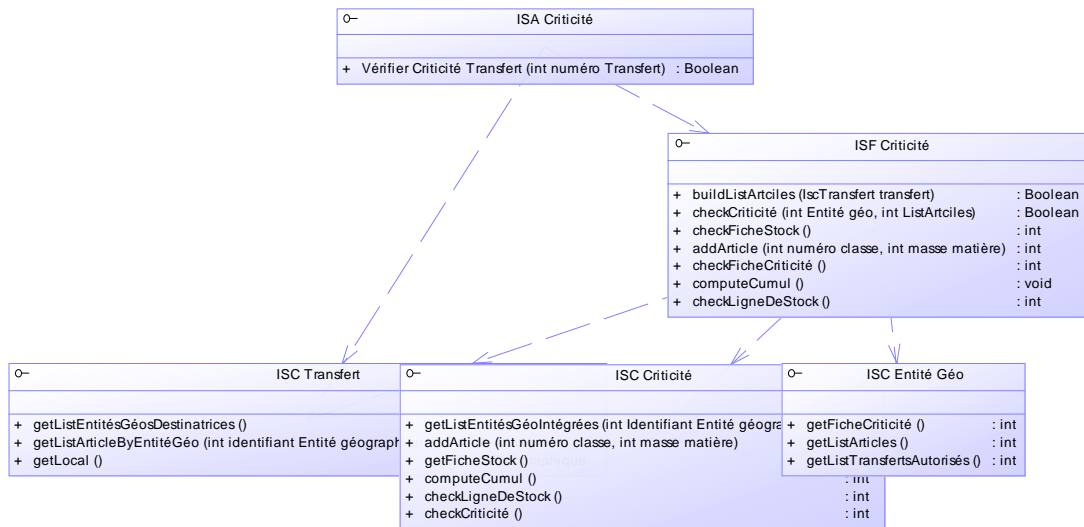 ISA Criticité
+ Vérifier Criticité Transfert (int numéro Transfert) : Boolean
ISF Criticité
+ buildListArtciles (IscTransfert transfert) : Boolean
+ checkCriticité (int Entité géo, int ListArtciles) : Boolean
+ checkFicheStock () : int
+ addArticle (int numéro classe, int masse matière) : int
+ checkFicheCriticité () : int
+ computeCumul () : void
+ checkLigneDeStock () : int
ISC Transfert
+ getListEntitésGéosDestinatrices ()
+ getListArticleByEntitéGéo (int identifiant Entité géograph
+ getLocal ()
ISC Criticité
+ getListEntitésGéoIntégrées (int Identifiant Entité géogra
+ addArticle (int numéro classe, int masse matière)
+ getFicheStock ()
+ computeCumul () : int
+ checkLigneDeStock () : int
+ checkCriticité () : int
ISC Entité Géo
+ getFicheCriticité () : int
+ getListArticles () : int
+ getListTransfertsAutorisés () : int